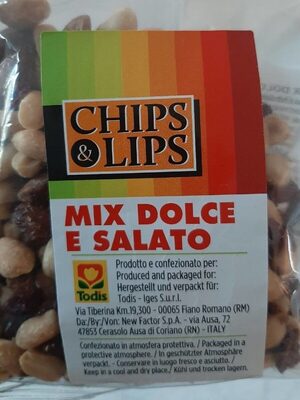 CHIPS
& LIPS
MIX DOLCE
E SALATO
Todis
Prodotto e confezionato per:
Produced and packaged for:
Hergestellt und verpackt für:
Todis - Iges S.u.r.l.
Via Tiberina Km.19,300 - 00065 Fiano Romano (RM)
Da:/By:/Von: New Factor S.p.A. - via Ausa, 72
47853 Cerasolo Ausa di Coriano (RN) - ITALY
Confezionato in atmosfera protettiva. / Packaged in a
protective atmosphere. / In geschützter Atmosphäre
verpackt. - Conservare in luogo fresco e asciutto. /
Keep in a cool and dry place./ Kühl und trocken lagern.